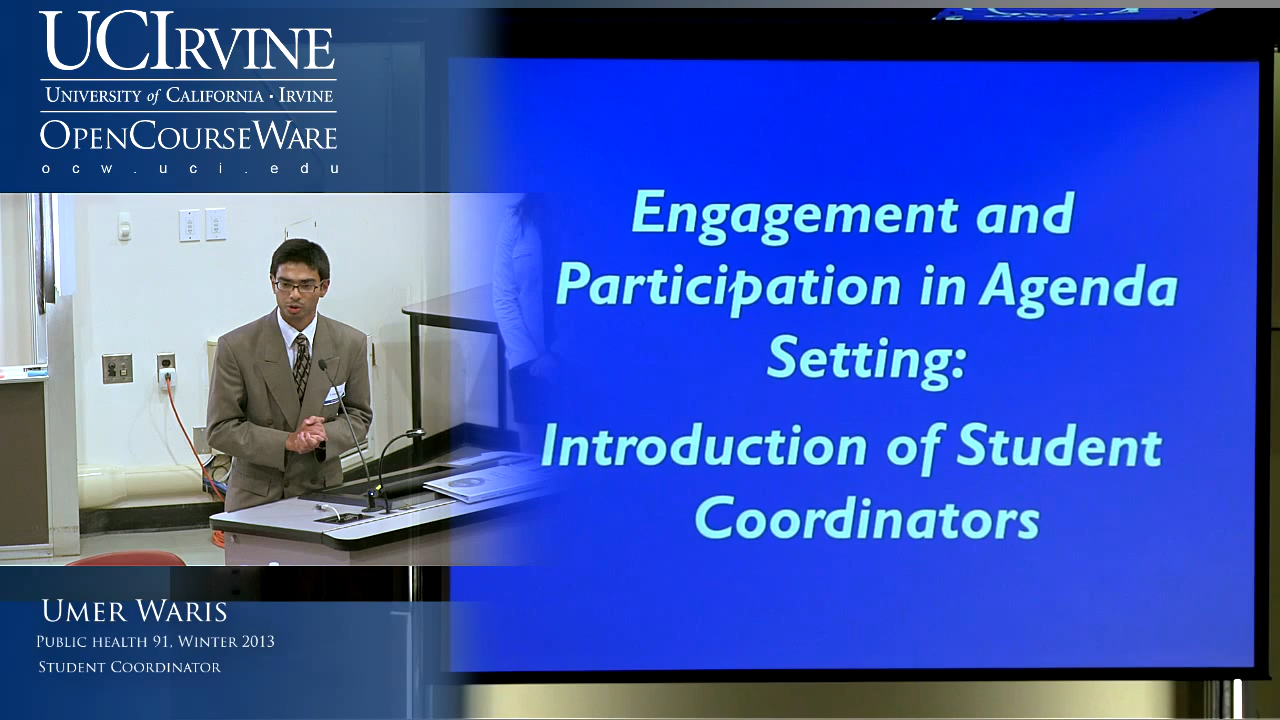 UCIRVINE
UNIVERSITY of CALIFORNIA · IRVINE
OPENCOURSEWARE
ocw.uci.edu
Engagement and
Participation in Agenda
Setting:
Introduction of Student
Coordinators
UMER WARIS
PUBLIC HEALTH 91, WINTER 2013
STUDENT COORDINATOR